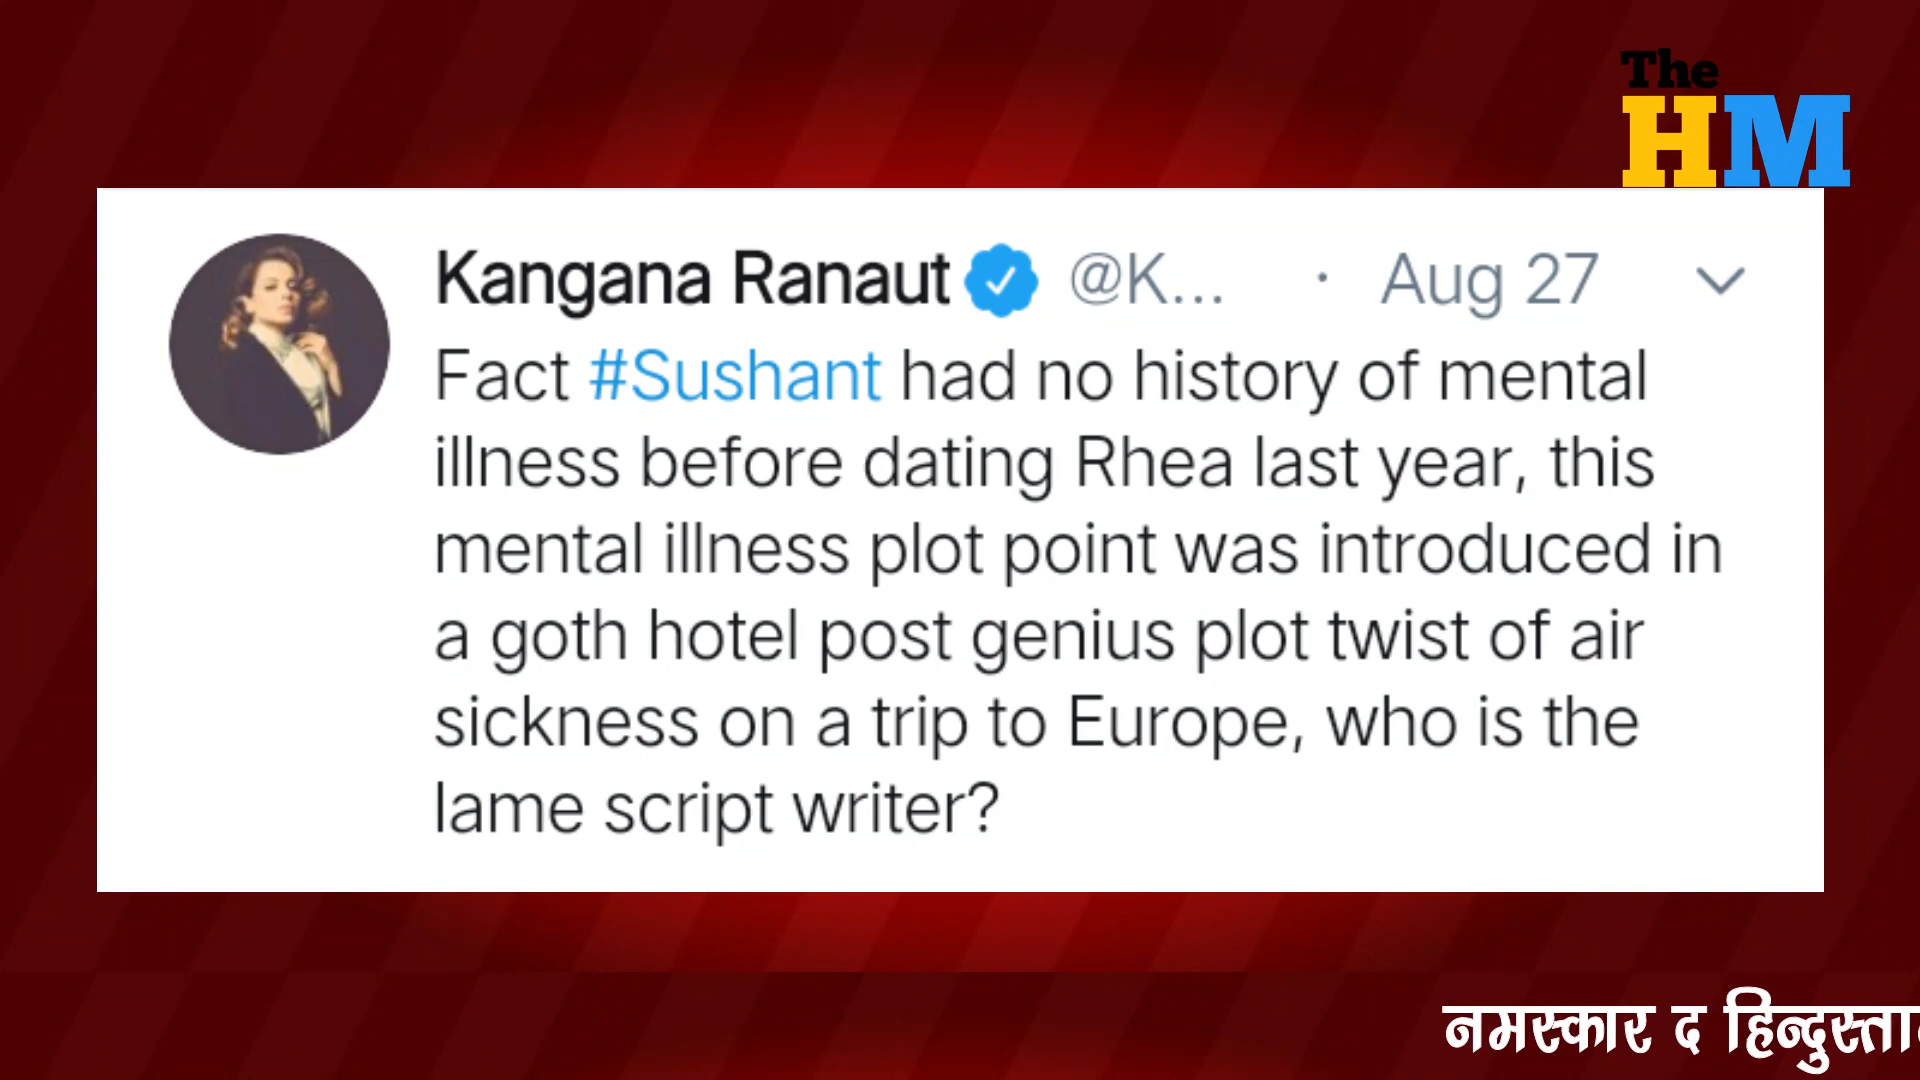 The
HM
Kangana Ranaut @K... · Aug 27
Fact #Sushant had no history of mental
illness before dating Rhea last year, this
mental illness plot point was introduced in
a goth hotel post genius plot twist of air
sickness on a trip to Europe, who is the
lame script writer?
नमस्कार द